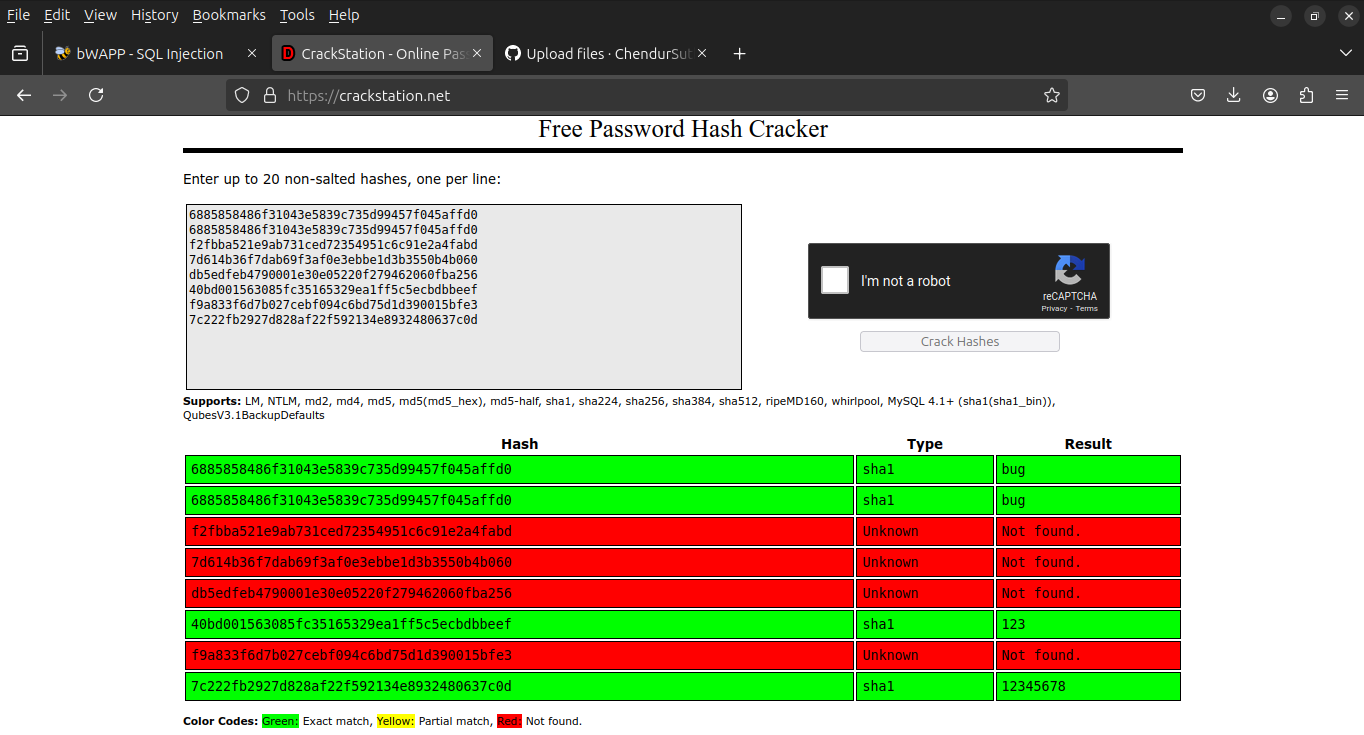 File Edit View History Bookmarks Tools Help
bWAPP - SQL Injection
CrackStation - Online Pas
Upload files · ChendurSut
https://crackstation.net
Free Password Hash Cracker
Enter up to 20 non-salted hashes, one per line:
6885858486f31043e5839c735d99457f045affd0
6885858486f31043e5839c735d99457f045affd0
f2fbba521e9ab731ced72354951c6c91e2a4fabd
7d614b36f7dab69f3af0e3ebbe1d3b3550b4b060
db5edfeb4790001e30e05220f279462060fba256
40bd001563085fc35165329ea1ff5c5ecbdbbeef
f9a833f6d7b027cebf094c6bd75d1d390015bfe3
7c222fb2927d828af22f592134e8932480637c0d
I'm not a robot
reCAPTCHA
Privacy - Terms
Crack Hashes
Supports: LM, NTLM, md2, md4, md5, md5(md5_hex), md5-half, sha1, sha224, sha256, sha384, sha512, ripeMD160, whirlpool, MySQL 4.1+ (sha1(sha1_bin)),
QubesV3.1BackupDefaults
Hash Type Result
6885858486f31043e5839c735d99457f045affd0 sha1 bug
6885858486f31043e5839c735d99457f045affd0 sha1 bug
f2fbba521e9ab731ced72354951c6c91e2a4fabd Unknown Not found.
7d614b36f7dab69f3af0e3ebbe1d3b3550b4b060 Unknown Not found.
db5edfeb4790001e30e05220f279462060fba256 Unknown Not found.
40bd001563085fc35165329ea1ff5c5ecbdbbeef sha1 123
f9a833f6d7b027cebf094c6bd75d1d390015bfe3 Unknown Not found.
7c222fb2927d828af22f592134e8932480637c0d sha1 12345678
Color Codes: Green: Exact match, Yellow: Partial match, Red: Not found.